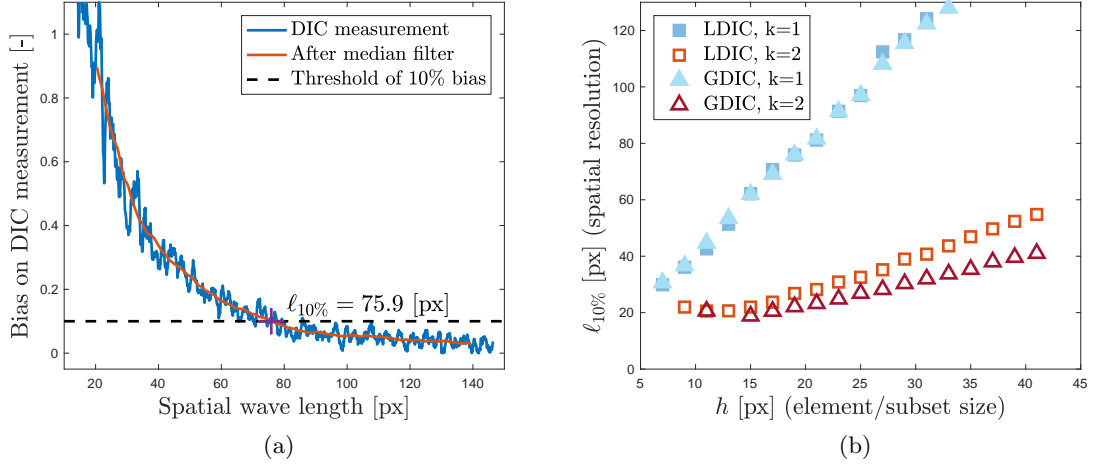 DIC measurement
After median filter
Threshold of 10% bias
ℓ10% = 75.9 [px]
Bias on DIC measurement [-]
1
0.8
0.6
0.4
0.2
0
20 40 60 80 100 120 140
Spatial wave length [px]
(a)
LDIC, k=1
LDIC, k=2
GDIC, k=1
GDIC, k=2
ℓ10% [px] (spatial resolution)
120
100
80
60
40
20
0
5 10 15 20 25 30 35 40 45
h [px] (element/subset size)
(b)